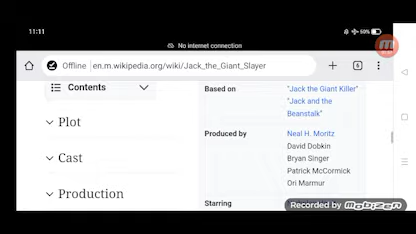 11:11
50%
No internet connection
Offline en.m.wikipedia.org/wiki/Jack_the_Giant_Slayer
6
Contents
Plot
Cast
Production
Based on
"Jack the Giant Killer"
"Jack and the
Beanstalk"
Produced by
Neal H. Moritz
David Dobkin
Bryan Singer
Patrick McCormick
Ori Marmur
Starring
Recorded by mobizen